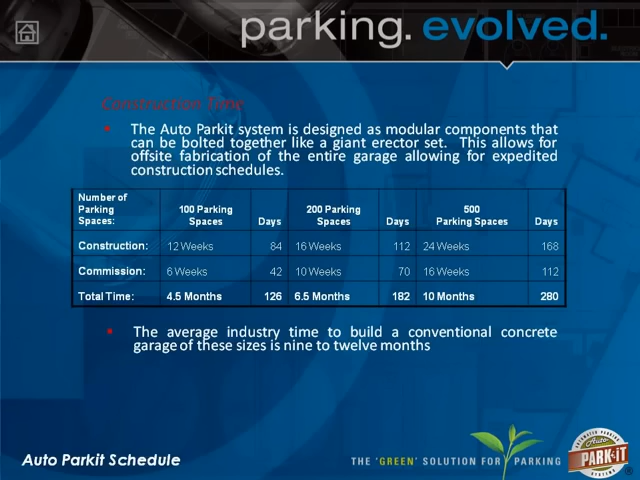 parking. evolved.
Construction Time
▪ The Auto Parkit system is designed as modular components that
can be bolted together like a giant erector set. This allows for
offsite fabrication of the entire garage allowing for expedited
construction schedules.
Number of
Parking
Spaces: 100 Parking Spaces Days 200 Parking Spaces Days 500 Parking Spaces Days
Construction: 12 Weeks 84 16 Weeks 112 24 Weeks 168
Commission: 6 Weeks 42 10 Weeks 70 16 Weeks 112
Total Time: 4.5 Months 126 6.5 Months 182 10 Months 280
▪ The average industry time to build a conventional concrete
garage of these sizes is nine to twelve months
Auto Parkit Schedule
THE 'GREEN' SOLUTION FOR PARKING
AUTOMATED PARKING
Auto
PARK-iT
SYSTEMS
®